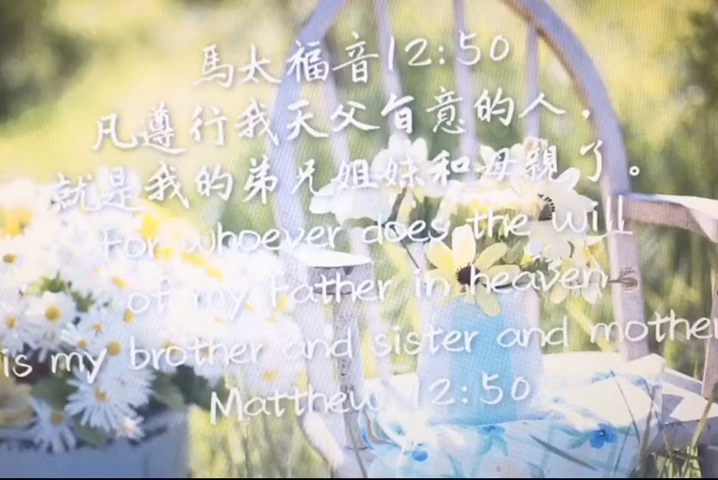 馬太福音12:50
凡遵行我天父旨意的人，
就是我的弟兄姐妹和母親了。
For whoever does the will
of my Father in heaven
is my brother and sister and mother
Matthew 12:50